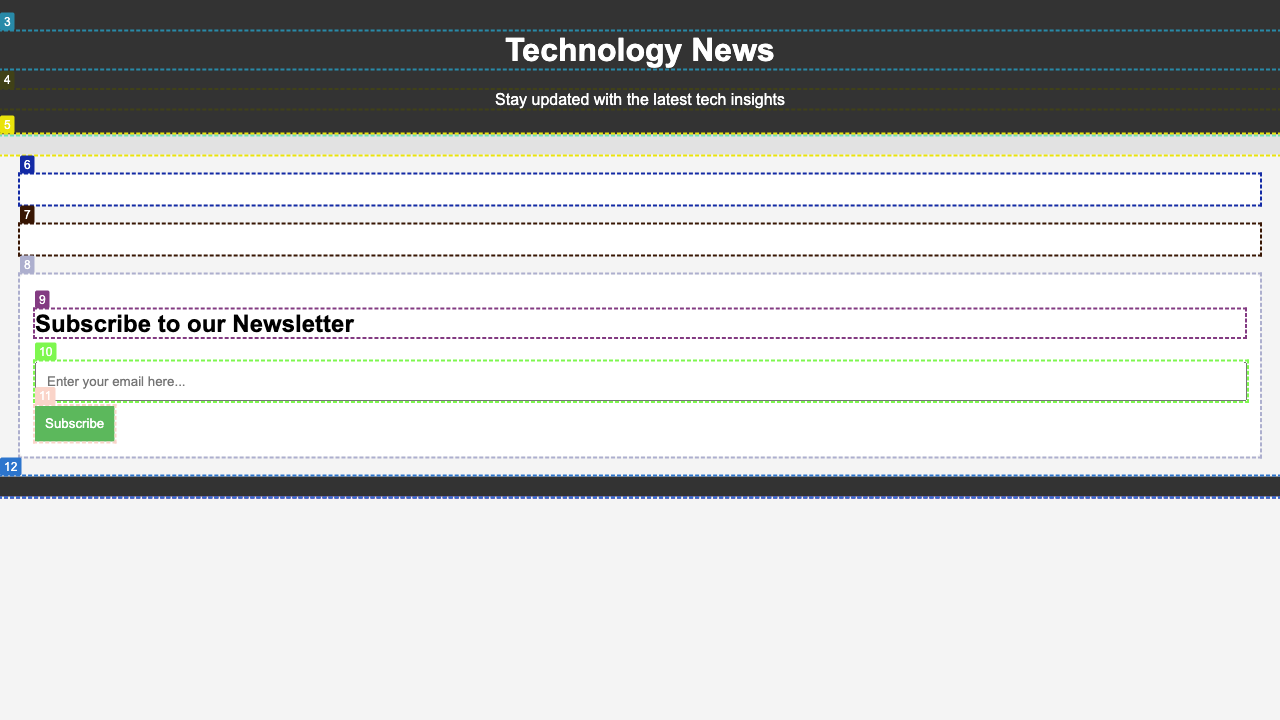 3
Technology News
4
Stay updated with the latest tech insights
5
6
7
8
9
Subscribe to our Newsletter
10
Enter your email here...
11
Subscribe
12